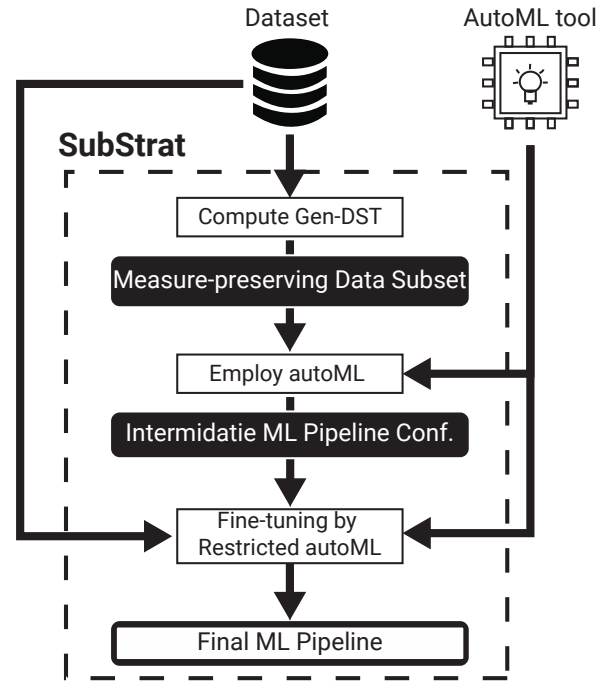 Dataset
AutoML tool
SubStrat
Compute Gen-DST
Measure-preserving Data Subset
Employ autoML
Intermidatie ML Pipeline Conf.
Fine-tuning by
Restricted autoML
Final ML Pipeline